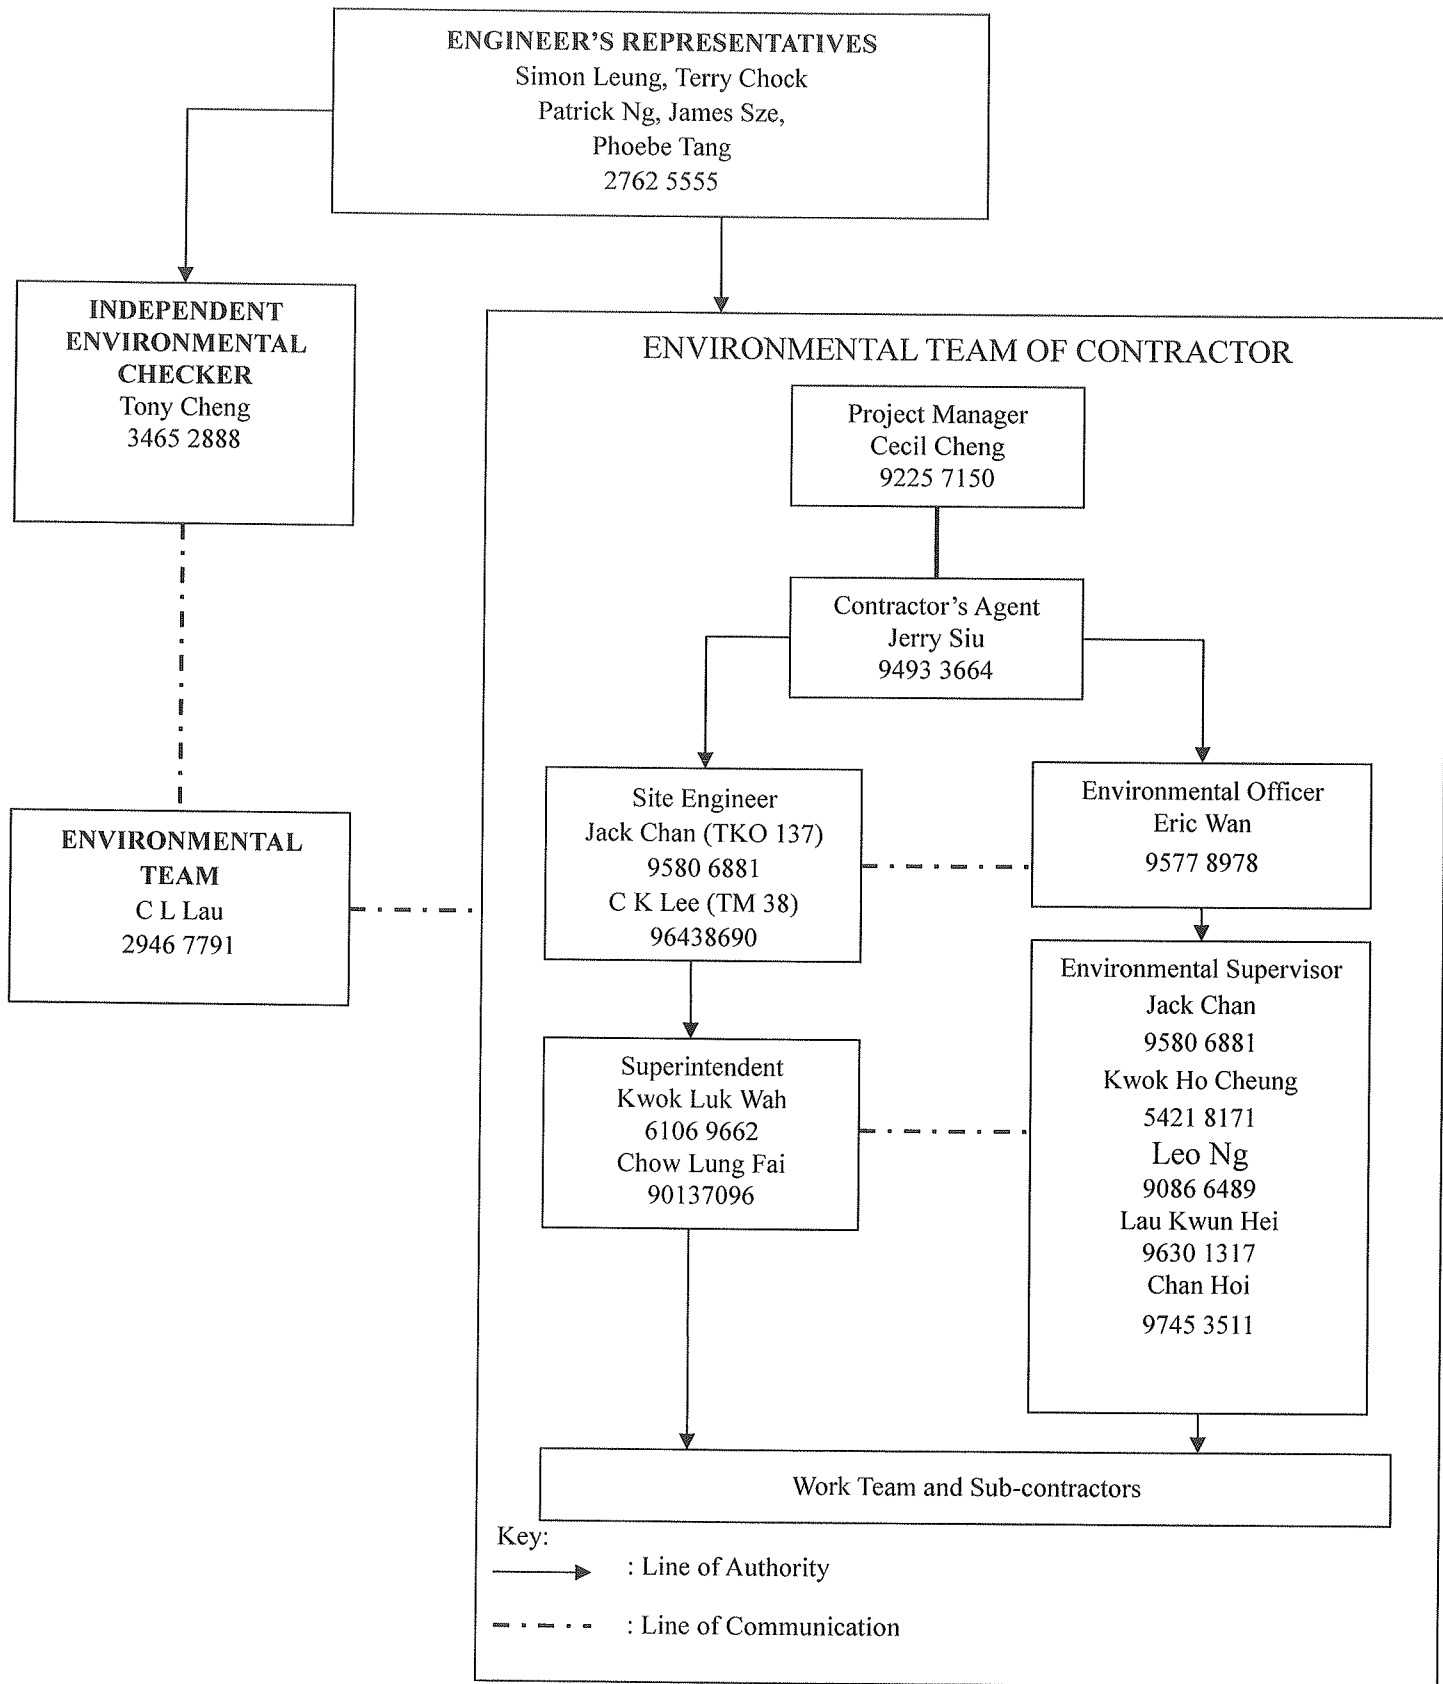 ENGINEER'S REPRESENTATIVES
Simon Leung, Terry Chock
Patrick Ng, James Sze,
Phoebe Tang
2762 5555
INDEPENDENT
ENVIRONMENTAL
CHECKER
Tony Cheng
3465 2888
ENVIRONMENTAL
TEAM
C L Lau
2946 7791
ENVIRONMENTAL TEAM OF CONTRACTOR
Project Manager
Cecil Cheng
9225 7150
Contractor's Agent
Jerry Siu
9493 3664
Site Engineer
Jack Chan (TKO 137)
9580 6881
C K Lee (TM 38)
96438690
Environmental Officer
Eric Wan
9577 8978
Superintendent
Kwok Luk Wah
6106 9662
Chow Lung Fai
90137096
Environmental Supervisor
Jack Chan
9580 6881
Kwok Ho Cheung
5421 8171
Leo Ng
9086 6489
Lau Kwun Hei
9630 1317
Chan Hoi
9745 3511
Work Team and Sub-contractors
Key:
: Line of Authority
: Line of Communication